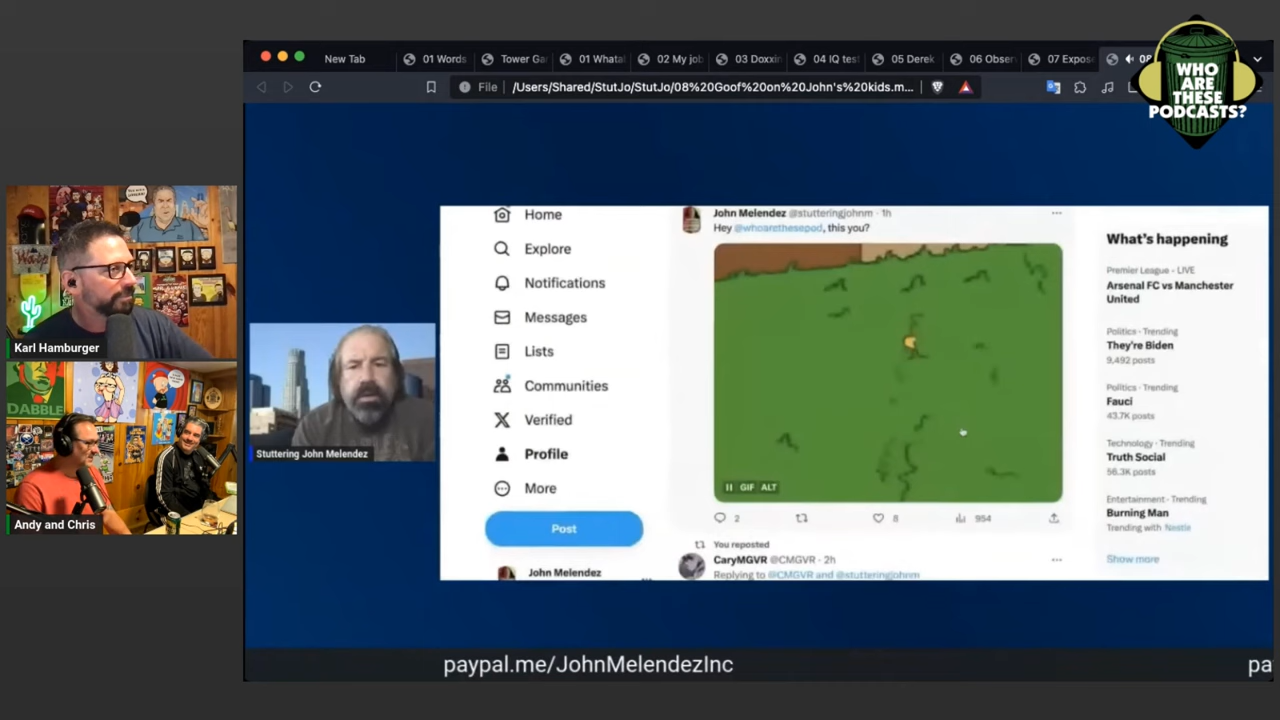 WHO
ARE
THESE
PODCASTS?
New Tab
01 Words
Tower Ga
01 Whata
02 My job
03 Doxxin
04 IQ test
05 Derek
06 Obser
07 Expos
File
/Users/Shared/StutJo/StutJo/08%20Goof%20on%20John's%20kids.m...
Home
Explore
Notifications
Messages
Lists
Communities
Verified
Profile
More
Post
John Melendez
John Melendez @stutteringjohnm · 1h
Hey @whoarethesepod, this you?
GIF ALT
2
8
954
You reposted
CaryMGVR @CMGVR · 2h
Replying to @CMGVR and @stutteringjohnm
What's happening
Premier League · LIVE
Arsenal FC vs Manchester
United
Politics · Trending
They're Biden
9,492 posts
Politics · Trending
Fauci
43.7K posts
Technology · Trending
Truth Social
56.3K posts
Entertainment · Trending
Burning Man
Trending with Nestle
Show more
Karl Hamburger
DABBLE
Andy and Chris
Stuttering John Melendez
paypal.me/JohnMelendezInc
pa